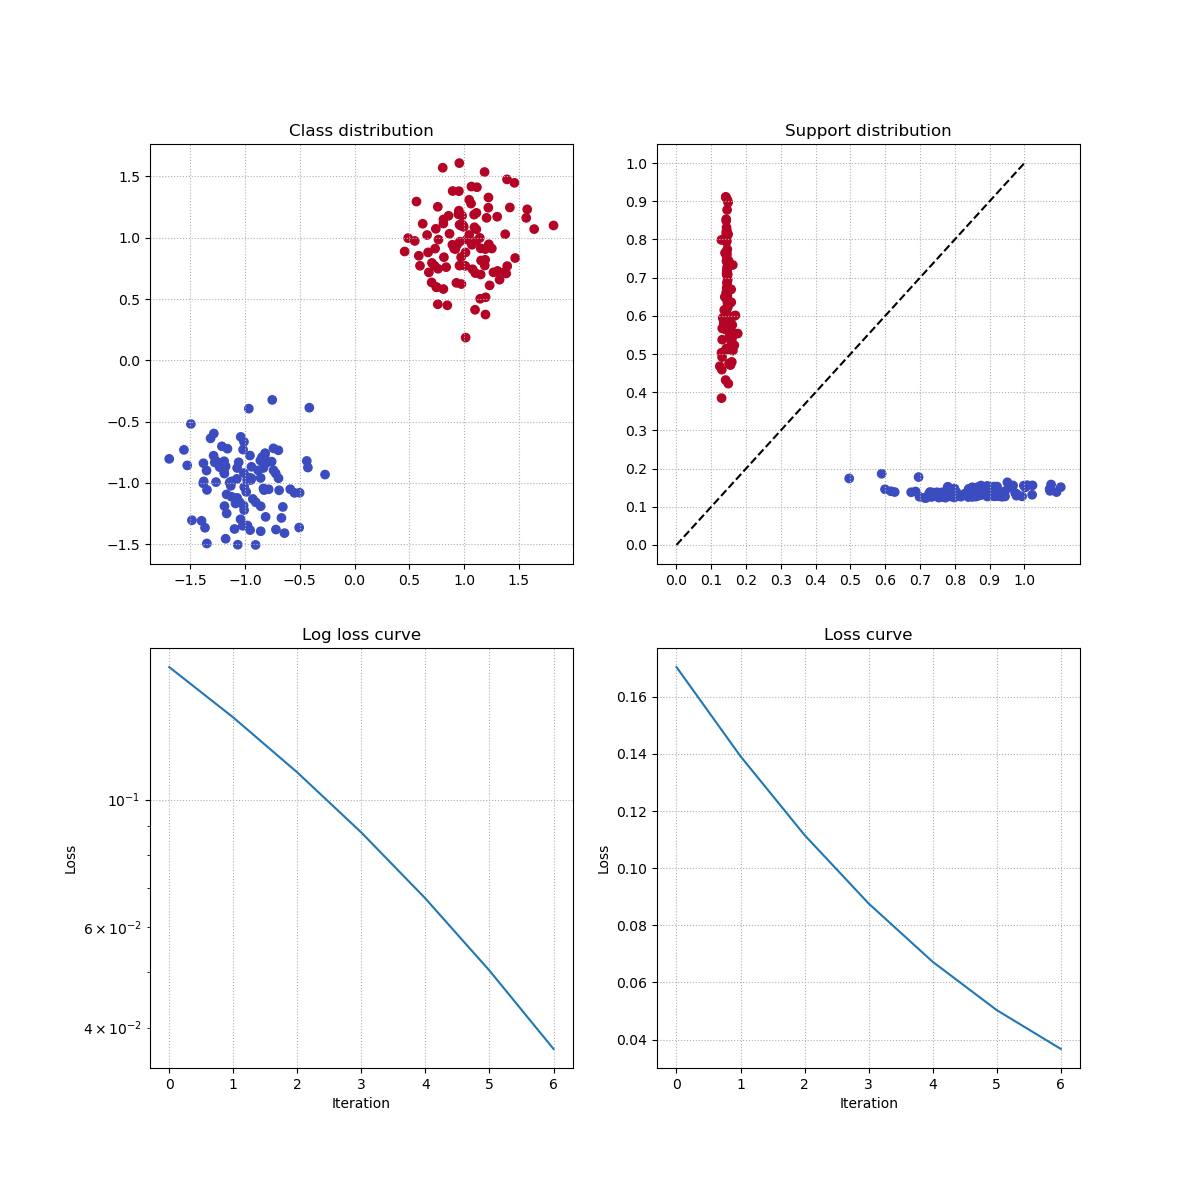 Class distribution
1.5
1.0
0.5
0.0
−0.5
−1.0
−1.5
−1.5 −1.0 −0.5 0.0 0.5 1.0 1.5
Support distribution
1.0
0.9
0.8
0.7
0.6
0.5
0.4
0.3
0.2
0.1
0.0
0.0 0.1 0.2 0.3 0.4 0.5 0.6 0.7 0.8 0.9 1.0
Log loss curve
Loss
10⁻¹
6 × 10⁻²
4 × 10⁻²
0 1 2 3 4 5 6
Iteration
Loss curve
Loss
0.16
0.14
0.12
0.10
0.08
0.06
0.04
0 1 2 3 4 5 6
Iteration